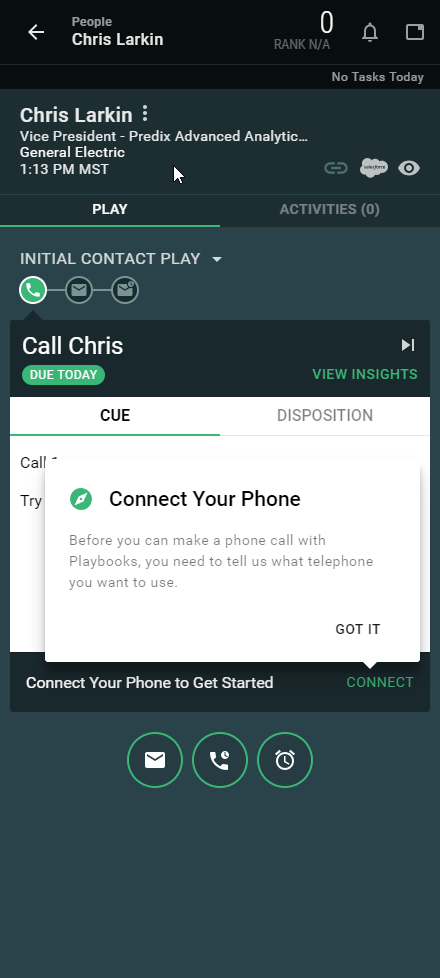 People
Chris Larkin
0
RANK N/A
No Tasks Today
Chris Larkin
Vice President - Predix Advanced Analytic...
General Electric
1:13 PM MST
salesforce
PLAY
ACTIVITIES (0)
INITIAL CONTACT PLAY
Call Chris
DUE TODAY
VIEW INSIGHTS
CUE
DISPOSITION
Call
Try
Connect Your Phone
Before you can make a phone call with
Playbooks, you need to tell us what telephone
you want to use.
GOT IT
Connect Your Phone to Get Started
CONNECT